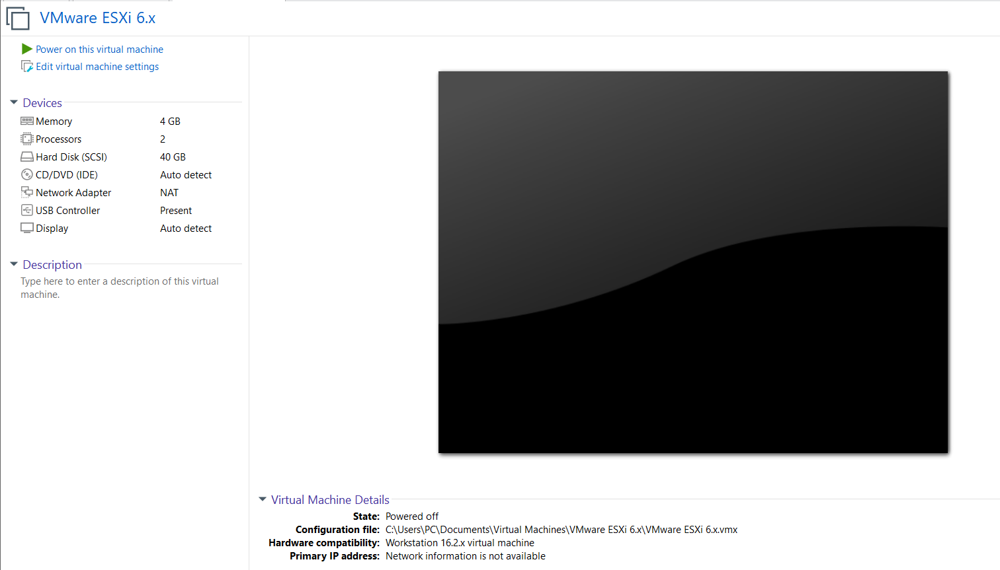 VMware ESXi 6.x
Power on this virtual machine
Edit virtual machine settings
Devices
Memory 4 GB
Processors 2
Hard Disk (SCSI) 40 GB
CD/DVD (IDE) Auto detect
Network Adapter NAT
USB Controller Present
Display Auto detect
Description
Type here to enter a description of this virtual
machine.
Virtual Machine Details
State: Powered off
Configuration file: C:\Users\PC\Documents\Virtual Machines\VMware ESXi 6.x\VMware ESXi 6.x.vmx
Hardware compatibility: Workstation 16.2.x virtual machine
Primary IP address: Network information is not available